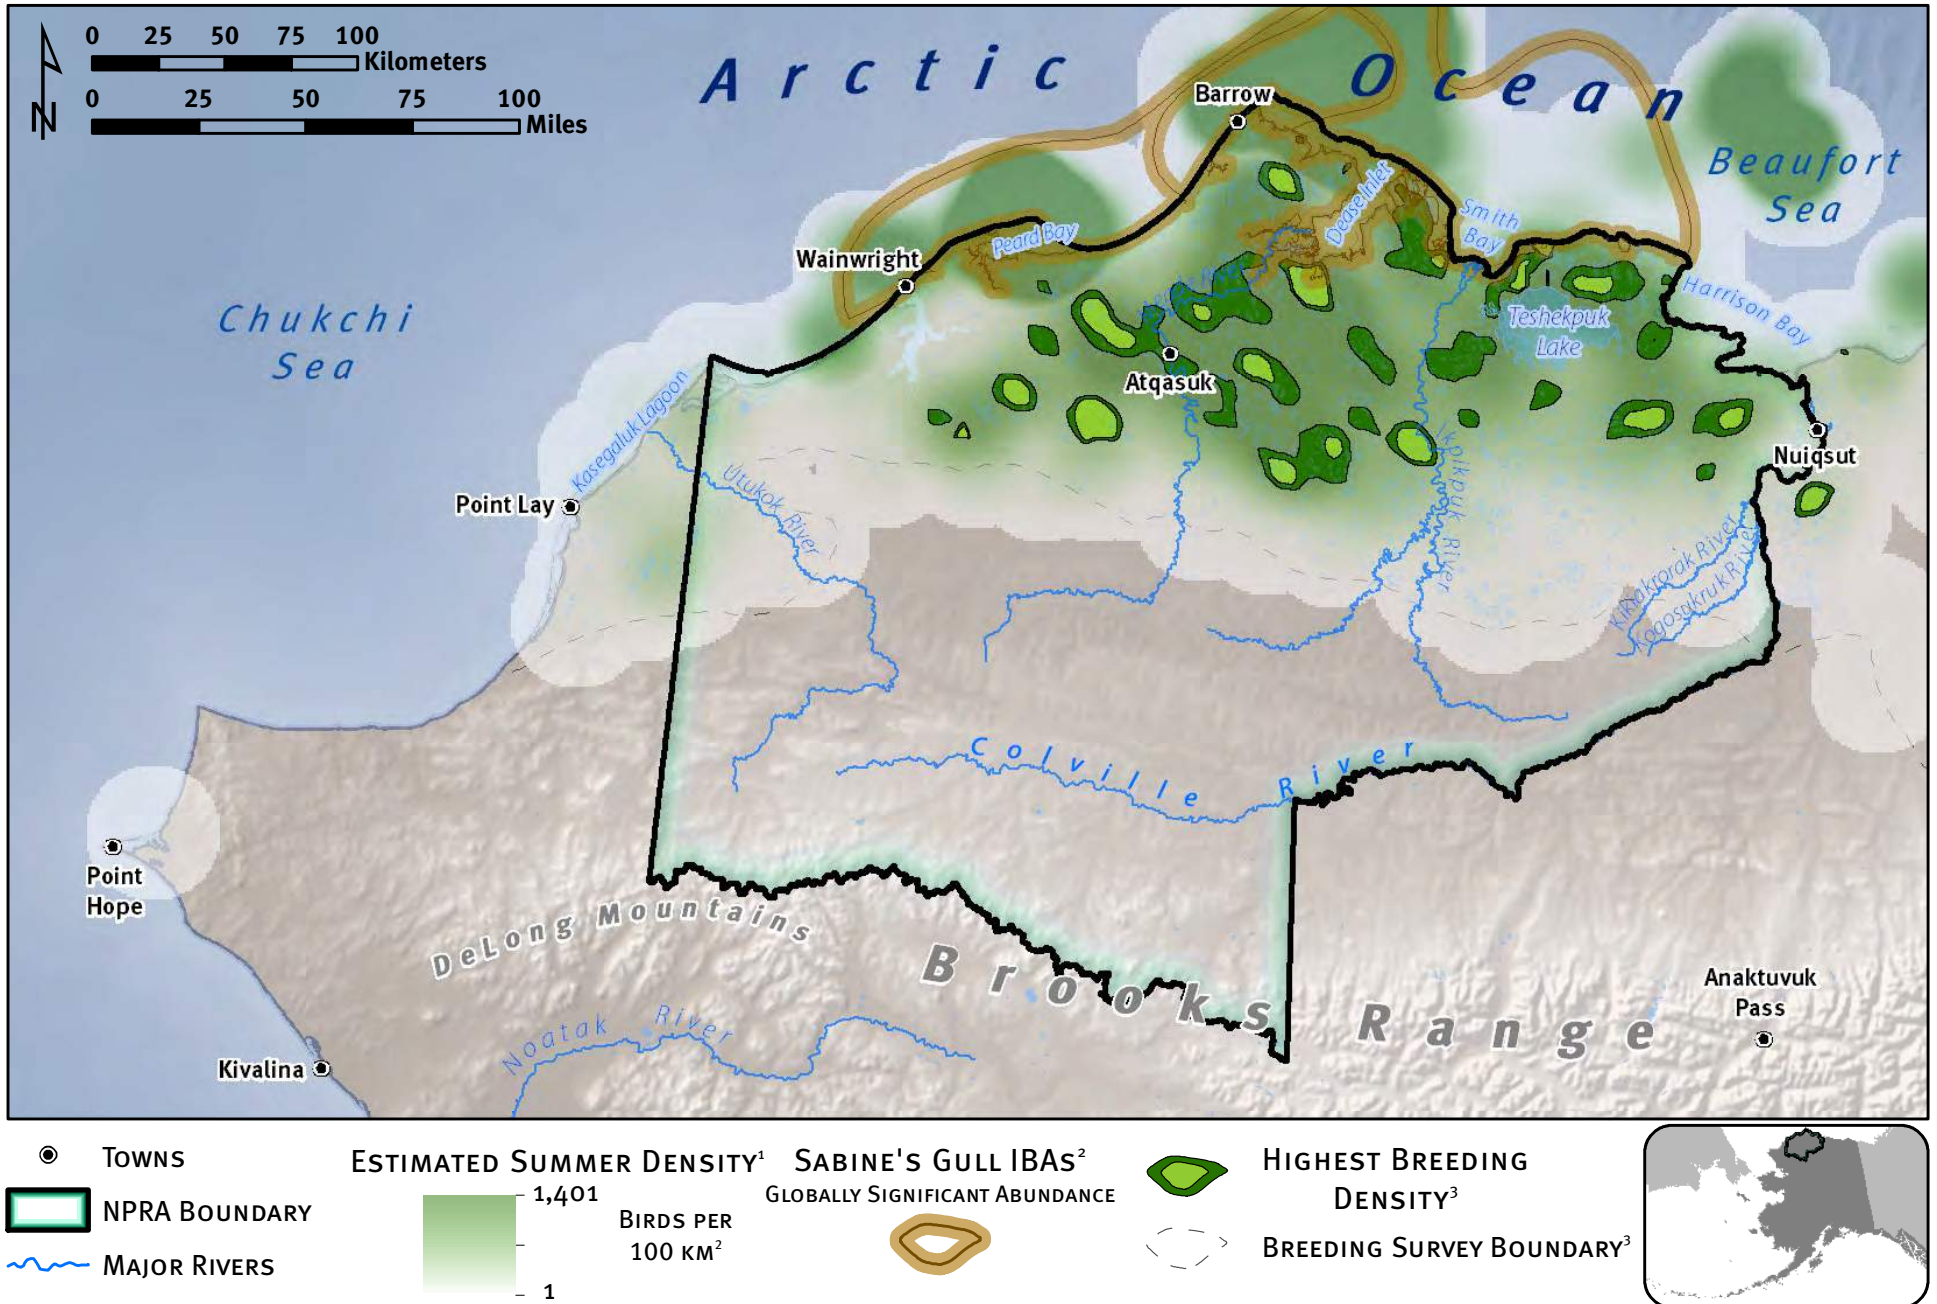 0 25 50 75 100
Kilometers
0 25 50 75 100
Miles
N
Arctic Ocean
Barrow
Beaufort
Sea
Dease Inlet
Smith
Bay
Peard Bay
Wainwright
Chukchi
Sea
Harrison Bay
Teshekpuk
Lake
Atqasuk
Kasegaluk Lagoon
Nuiqsut
Utukok River
Point Lay
Ikpikpuk River
Kikiakrorak River
Kogosukruk River
Colville River
Point
Hope
DeLong Mountains
Brooks Range
Anaktuvuk
Pass
Noatak River
Kivalina
TOWNS
NPRA BOUNDARY
MAJOR RIVERS
ESTIMATED SUMMER DENSITY¹
1,401
1
BIRDS PER
100 KM²
SABINE'S GULL IBAS²
GLOBALLY SIGNIFICANT ABUNDANCE
HIGHEST BREEDING
DENSITY³
BREEDING SURVEY BOUNDARY³